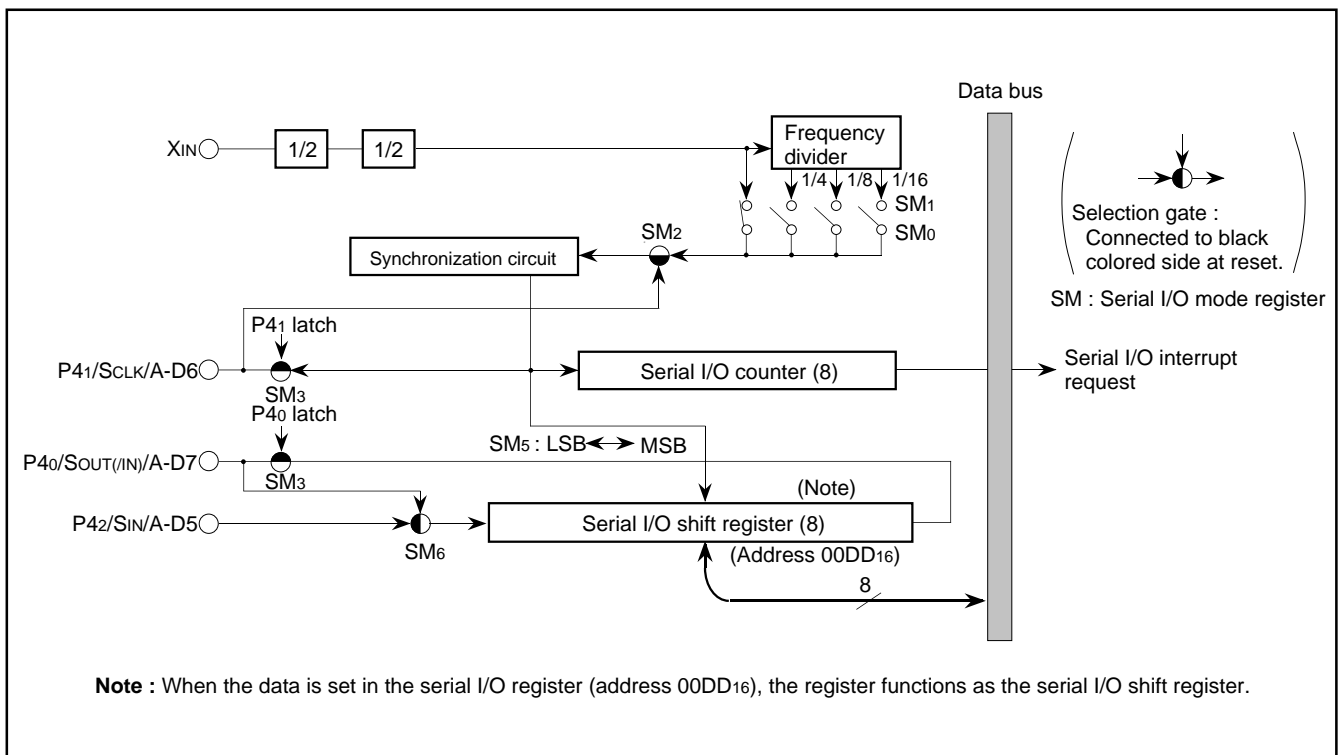 Data bus
XIN
1/2
1/2
Frequency
divider
1/4
1/8
1/16
SM1
SM0
SM2
Synchronization circuit
Selection gate :
Connected to black
colored side at reset.
SM : Serial I/O mode register
P41 latch
P41/SCLK/A-D6
SM3
Serial I/O counter (8)
Serial I/O interrupt
request
P40 latch
SM5 : LSB
MSB
P40/SOUT(/IN)/A-D7
SM3
(Note)
P42/SIN/A-D5
SM6
Serial I/O shift register (8)
(Address 00DD16)
8
Note : When the data is set in the serial I/O register (address 00DD16), the register functions as the serial I/O shift register.